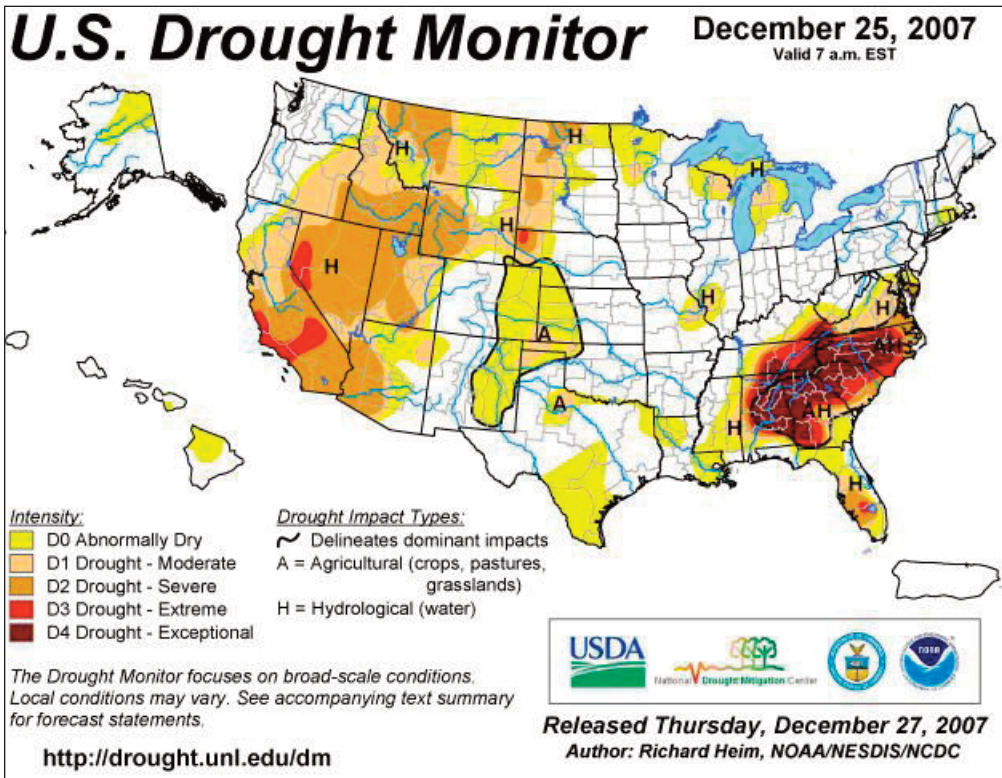 U.S. Drought Monitor
December 25, 2007
Valid 7 a.m. EST
H
H
H
H
H
H
H
A
A
H
AH
AH
H
H
Intensity:
D0 Abnormally Dry
D1 Drought - Moderate
D2 Drought - Severe
D3 Drought - Extreme
D4 Drought - Exceptional
Drought Impact Types:
Delineates dominant impacts
A = Agricultural (crops, pastures,
grasslands)
H = Hydrological (water)
The Drought Monitor focuses on broad-scale conditions.
Local conditions may vary. See accompanying text summary
for forecast statements.
http://drought.unl.edu/dm
USDA
National Drought Mitigation Center
NOAA
Released Thursday, December 27, 2007
Author: Richard Heim, NOAA/NESDIS/NCDC